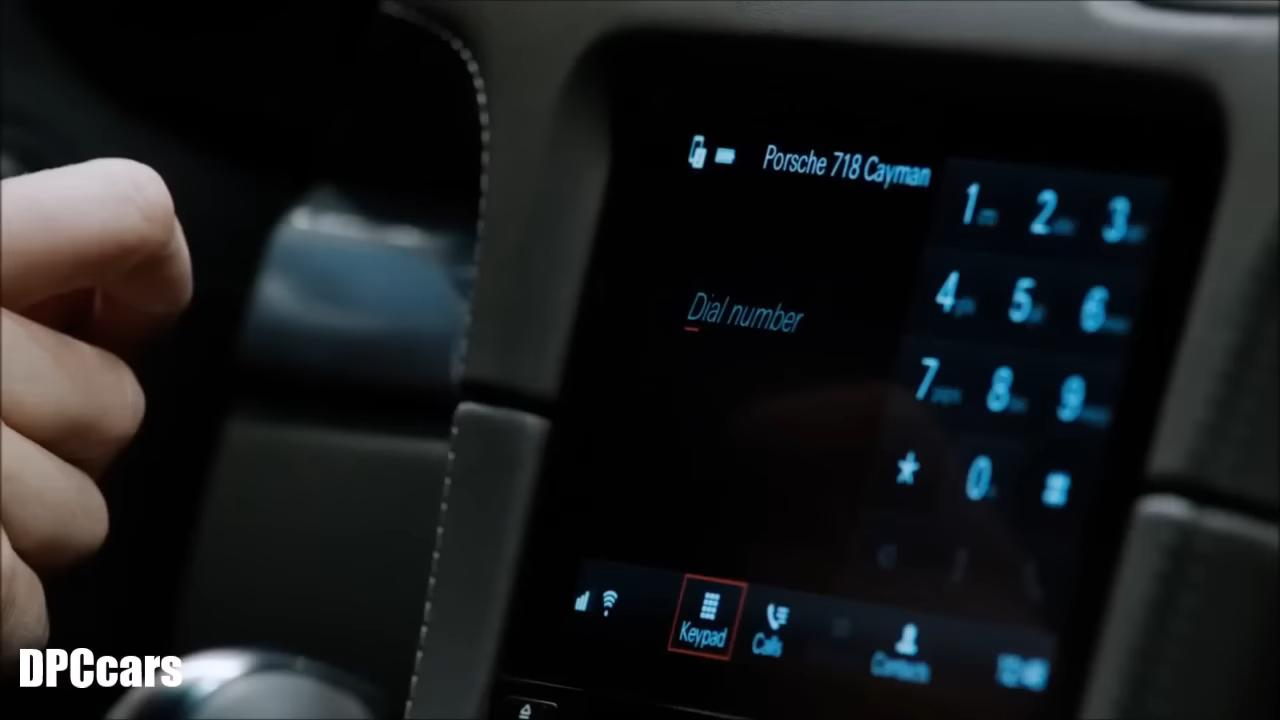 Porsche 718 Cayman
1 2 3
Dial number
4 5 6
7 8 9
* 0 #
Keypad
Calls
Contacts
DPCcars